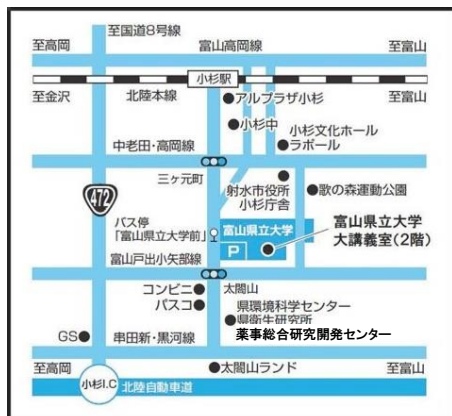 至国道8号線
至高岡
富山高岡線
至富山
小杉駅
至金沢
北陸本線
アルプラザ小杉
至富山
小杉中
小杉文化ホール
ラポール
中老田・高岡線
三ヶ元町
射水市役所
小杉庁舎
歌の森運動公園
472
バス停
「富山県立大学前」
富山県立大学
P
富山県立大学
大講義室(2階)
富山戸出小矢部線
コンビニ
パスコ
太閤山
県環境科学センター
県衛生研究所
薬事総合研究開発センター
GS
串田新・黒河線
至高岡
太閤山ランド
至富山
小杉I.C
北陸自動車道